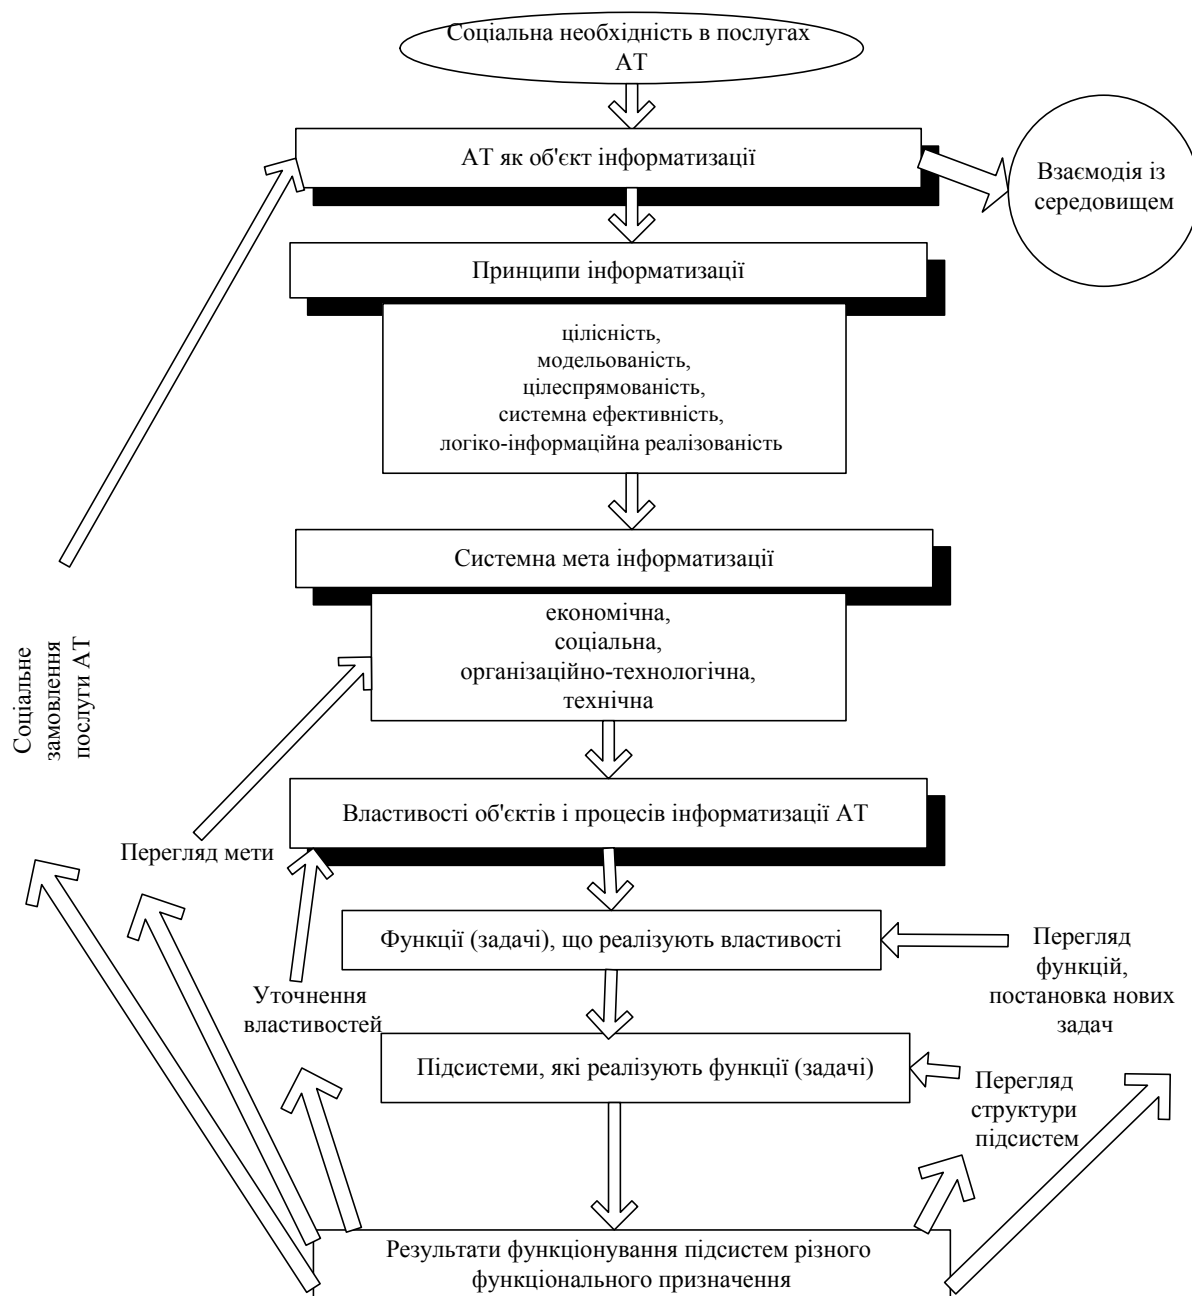 Соціальна необхідність в послугах
АТ
АТ як об'єкт інформатизації
Взаємодія із
середовищем
Принципи інформатизації
цілісність,
модельованість,
цілеспрямованість,
системна ефективність,
логіко-інформаційна реалізованість
Системна мета інформатизації
економічна,
соціальна,
організаційно-технологічна,
технічна
Соціальне
замовлення
послуги АТ
Властивості об'єктів і процесів інформатизації АТ
Перегляд мети
Функції (задачі), що реалізують властивості
Перегляд
функцій,
постановка нових
задач
Уточнення
властивостей
Підсистеми, які реалізують функції (задачі)
Перегляд
структури
підсистем
Результати функціонування підсистем різного
функціонального призначення